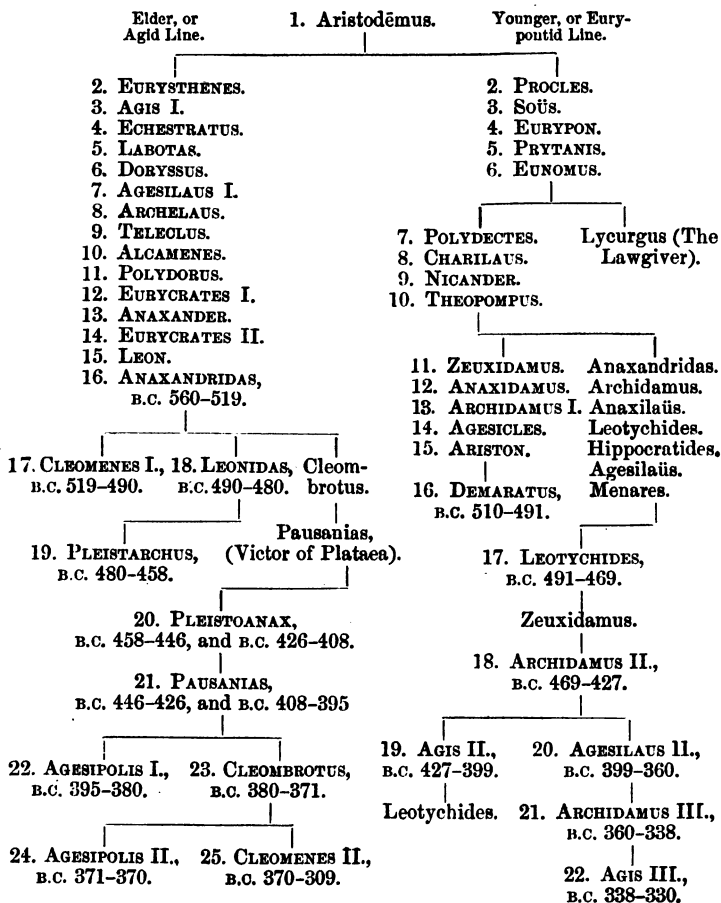 Elder, or
Agid Line.
1. Aristodēmus.
Younger, or Eury-
poutid Line.
2. EURYSTHENES.
3. AGIS I.
4. ECHESTRATUS.
5. LABOTAS.
6. DORYSSUS.
7. AGESILAUS I.
8. ARCHELAUS.
9. TELECLUS.
10. ALCAMENES.
11. POLYDORUS.
12. EURYCRATES I.
13. ANAXANDER.
14. EURYCRATES II.
15. LEON.
16. ANAXANDRIDAS,
B.C. 560–519.
2. PROCLES.
3. SOÜS.
4. EURYPON.
5. PRYTANIS.
6. EUNOMUS.
7. POLYDECTES.
8. CHARILAUS.
9. NICANDER.
10. THEOPOMPUS.
Lycurgus (The
Lawgiver).
11. ZEUXIDAMUS.
12. ANAXIDAMUS.
13. ARCHIDAMUS I.
14. AGESICLES.
15. ARISTON.
16. DEMARATUS,
B.C. 510–491.
Anaxandridas.
Archidamus.
Anaxilaüs.
Leotychides.
Hippocratides.
Agesilaüs.
Menares.
17. CLEOMENES I.,
B.C. 519–490.
18. LEONIDAS,
B.C. 490–480.
Cleom-
brotus.
19. PLEISTARCHUS,
B.C. 480–458.
Pausanias,
(Victor of Plataea).
20. PLEISTOANAX,
B.C. 458–446, and B.C. 426–408.
21. PAUSANIAS,
B.C. 446–426, and B.C. 408–395
22. AGESIPOLIS I.,
B.C. 395–380.
23. CLEOMBROTUS,
B.C. 380–371.
24. AGESIPOLIS II.,
B.C. 371–370.
25. CLEOMENES II.,
B.C. 370–309.
17. LEOTYCHIDES,
B.C. 491–469.
Zeuxidamus.
18. ARCHIDAMUS II.,
B.C. 469–427.
19. AGIS II.,
B.C. 427–399.
Leotychides.
20. AGESILAUS II.,
B.C. 399–360.
21. ARCHIDAMUS III.,
B.C. 360–338.
22. AGIS III.,
B.C. 338–330.